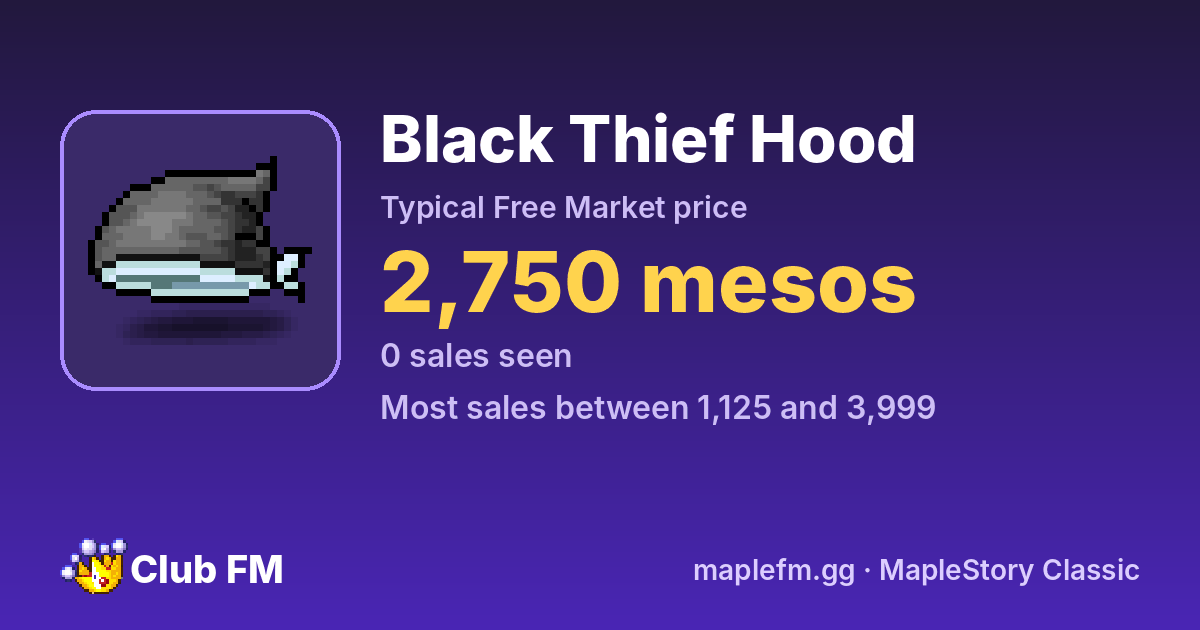 Black Thief Hood
Typical Free Market price
2,750 mesos
0 sales seen
Most sales between 1,125 and 3,999
Club FM
maplefm.gg · MapleStory Classic